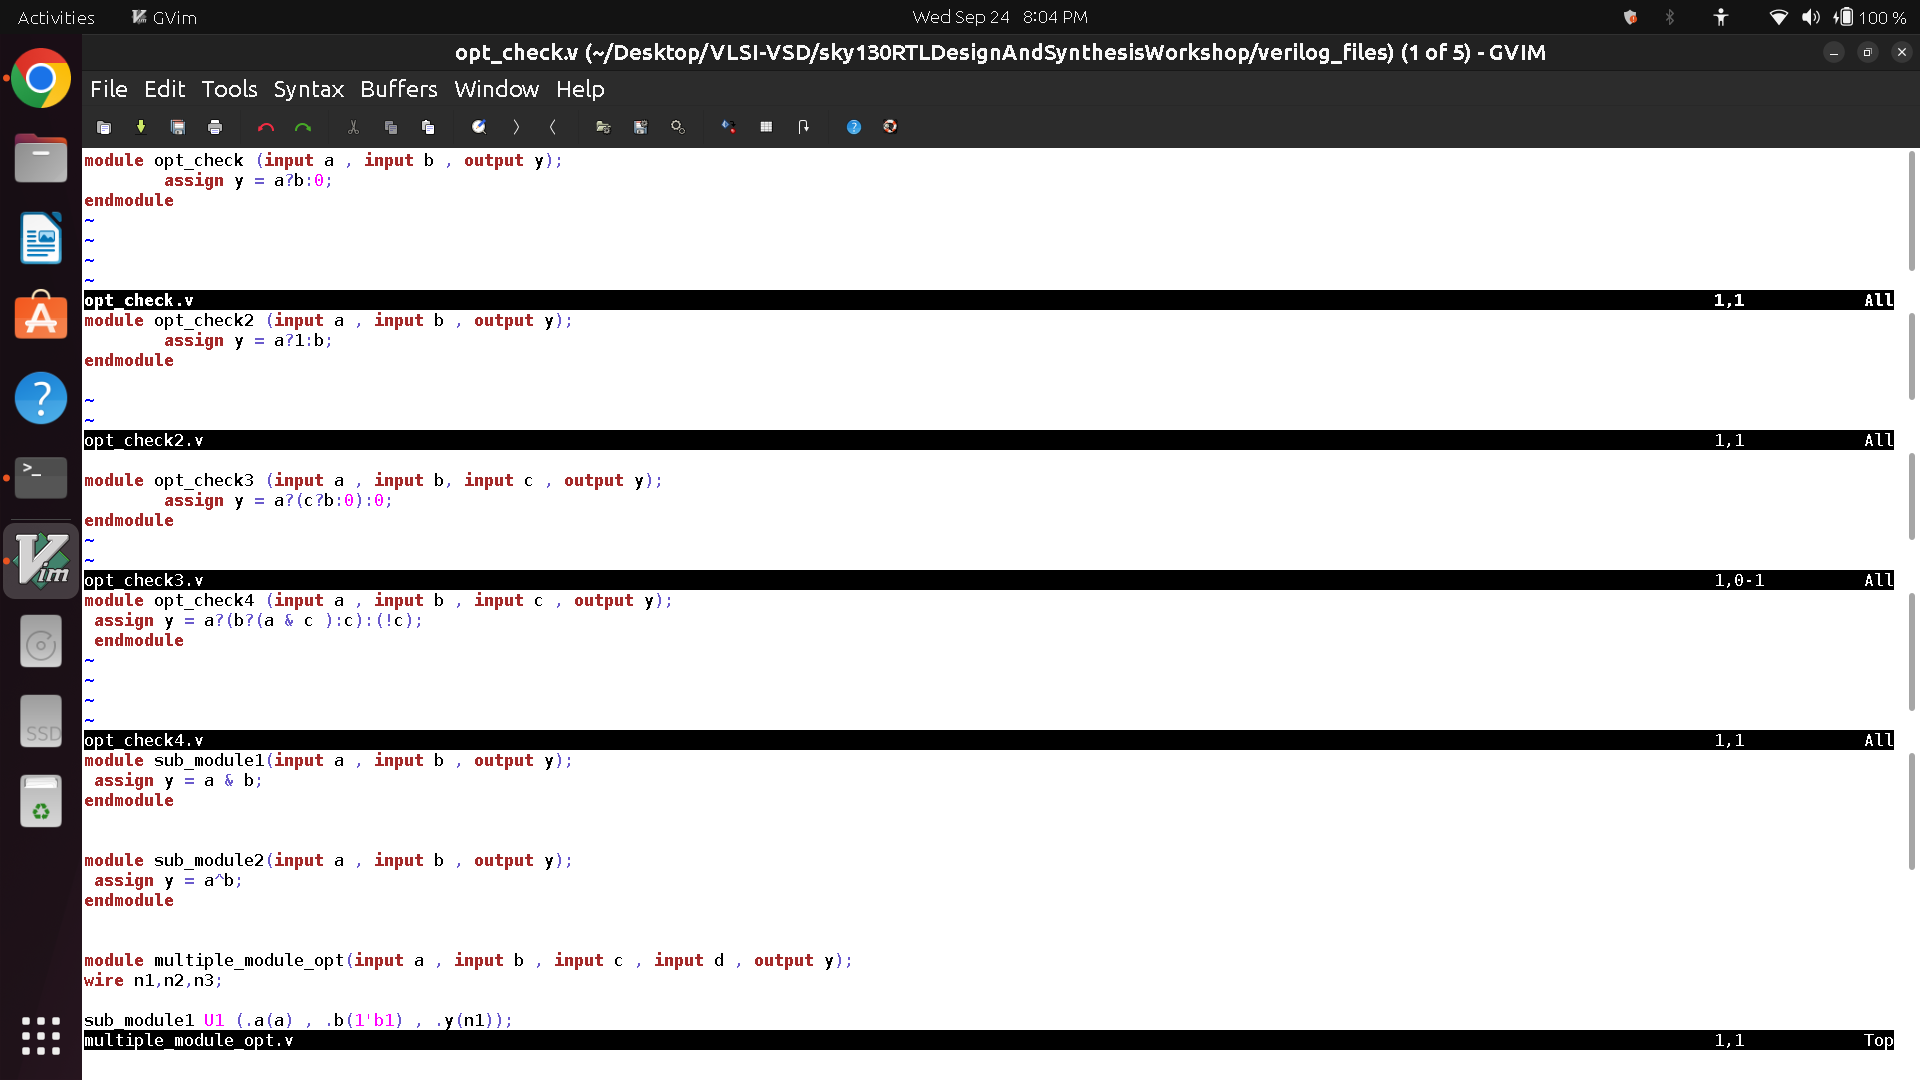 Activities GVim Wed Sep 24 8:04 PM 100 %
opt_check.v (~/Desktop/VLSI-VSD/sky130RTLDesignAndSynthesisWorkshop/verilog_files) (1 of 5) - GVIM
File Edit Tools Syntax Buffers Window Help
module opt_check (input a , input b , output y);
        assign y = a?b:0;
endmodule
~
~
~
~
opt_check.v 1,1 All
module opt_check2 (input a , input b , output y);
        assign y = a?1:b;
endmodule
~
~
opt_check2.v 1,1 All
module opt_check3 (input a , input b, input c , output y);
        assign y = a?(c?b:0):0;
endmodule
~
~
opt_check3.v 1,0-1 All
module opt_check4 (input a , input b , input c , output y);
 assign y = a?(b?(a & c ):c):(!c);
 endmodule
~
~
~
~
opt_check4.v 1,1 All
module sub_module1(input a , input b , output y);
 assign y = a & b;
endmodule
module sub_module2(input a , input b , output y);
 assign y = a^b;
endmodule
module multiple_module_opt(input a , input b , input c , input d , output y);
wire n1,n2,n3;
sub_module1 U1 (.a(a) , .b(1'b1) , .y(n1));
multiple_module_opt.v 1,1 Top
>_
Vim
SSD